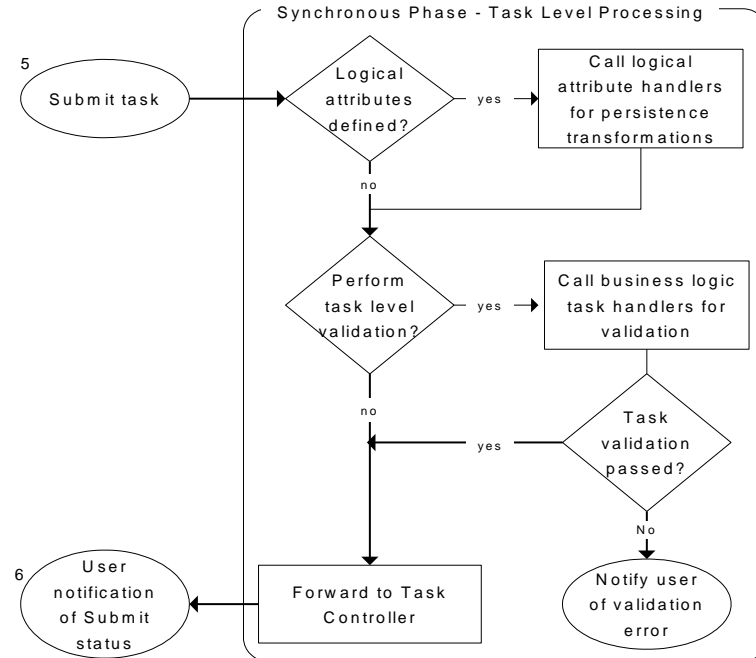 Synchronous Phase - Task Level Processing
5
Submit task
Logical
attributes
defined?
yes
Call logical
attribute handlers
for persistence
transformations
no
Perform
task level
validation?
yes
Call business logic
task handlers for
validation
no
Task
validation
passed?
yes
No
6
User
notification
of Submit
status
Forward to Task
Controller
Notify user
of validation
error